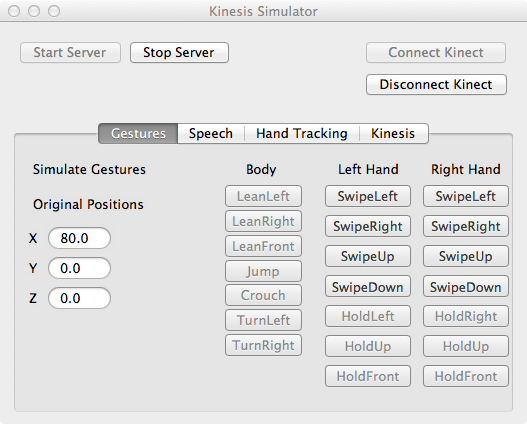 Kinesis Simulator
Start Server Stop Server Connect Kinect
Disconnect Kinect
Gestures Speech Hand Tracking Kinesis
Simulate Gestures Body Left Hand Right Hand
LeanLeft SwipeLeft SwipeLeft
Original Positions
LeanRight SwipeRight SwipeRight
X 80.0
LeanFront SwipeUp SwipeUp
Y 0.0
Jump
Crouch SwipeDown SwipeDown
Z 0.0
TurnLeft HoldLeft HoldRight
TurnRight HoldUp HoldUp
HoldFront HoldFront